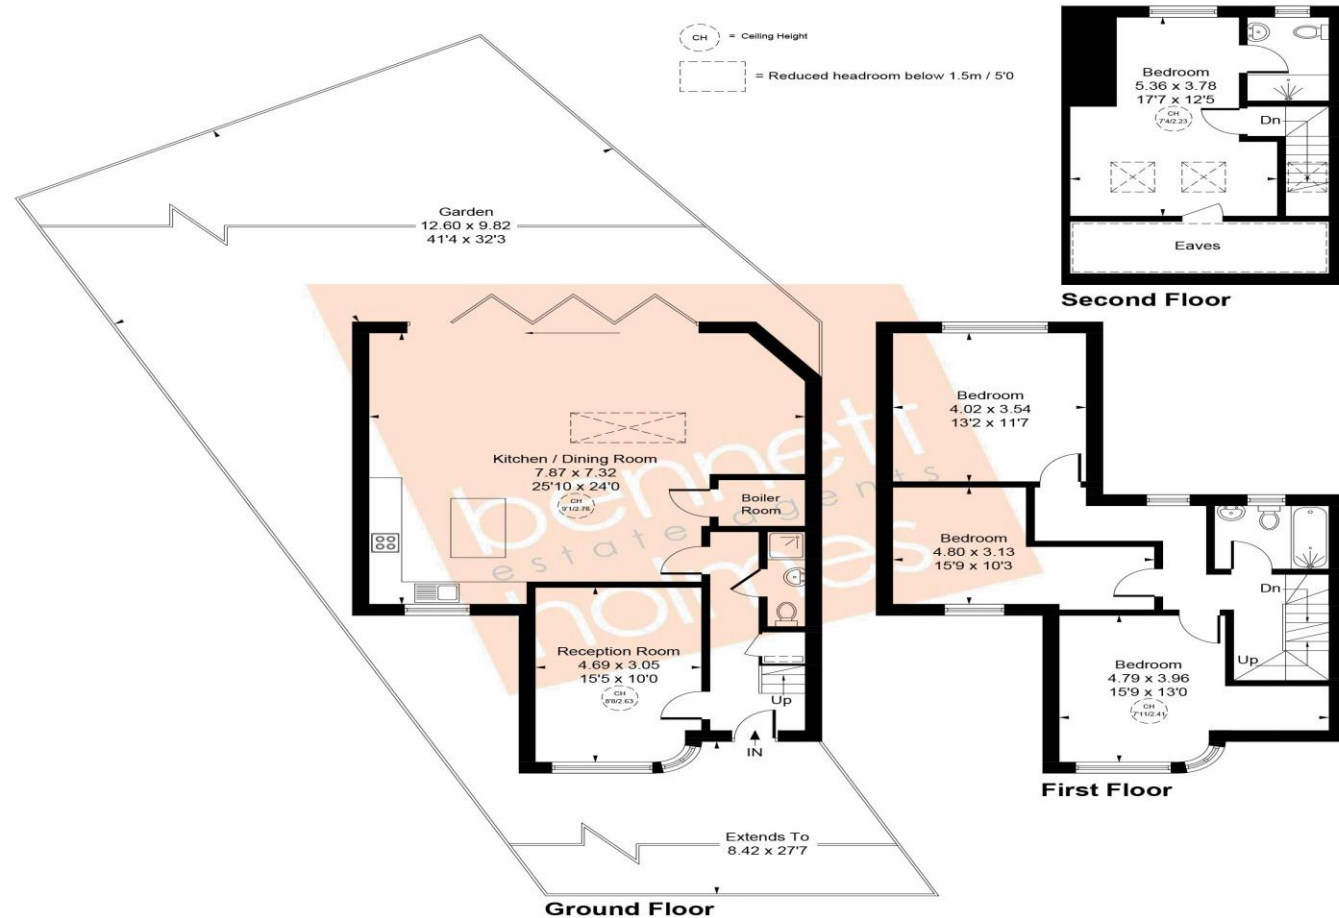 CH = Ceiling Height
= Reduced headroom below 1.5m / 5'0
Bedroom
5.36 x 3.78
17'7 x 12'5
CH
7'4/2.23
Dn
Eaves
Second Floor
Garden
12.60 x 9.82
41'4 x 32'3
Kitchen / Dining Room
7.87 x 7.32
25'10 x 24'0
CH
9'1/2.76
Boiler
Room
Reception Room
4.69 x 3.05
15'5 x 10'0
CH
8'8/2.63
Up
IN
Extends To
8.42 x 27'7
Ground Floor
Bedroom
4.02 x 3.54
13'2 x 11'7
Bedroom
4.80 x 3.13
15'9 x 10'3
Dn
Up
Bedroom
4.79 x 3.96
15'9 x 13'0
CH
7'11/2.41
First Floor
bennett
estate agents
holmes